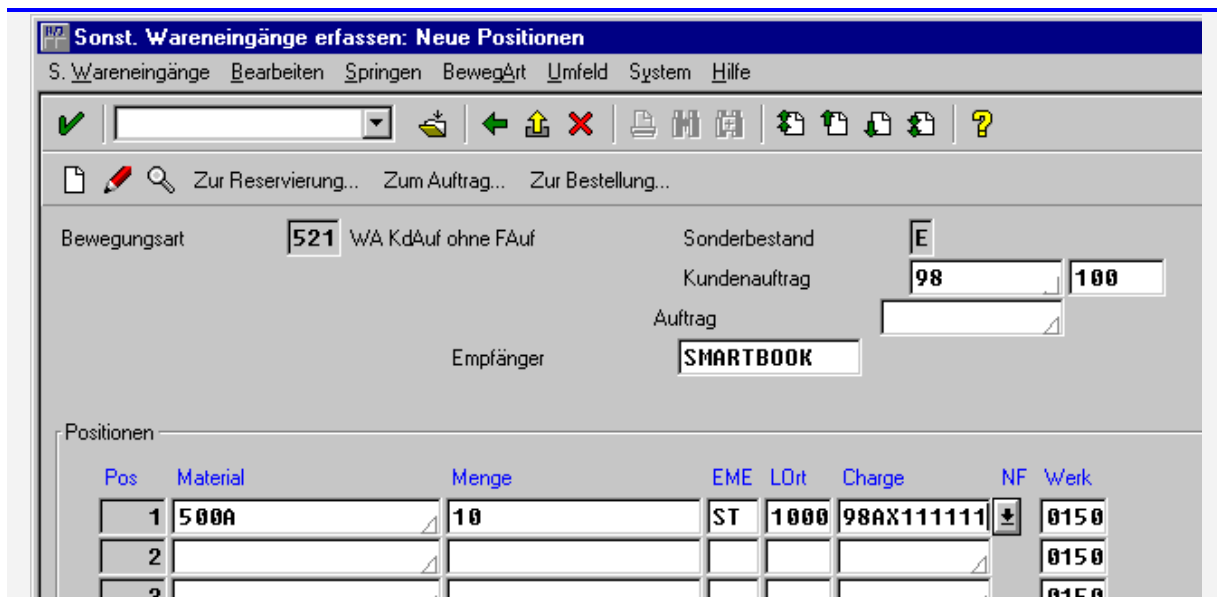 Sonst. Wareneingänge erfassen: Neue Positionen
S. Wareneingänge Bearbeiten Springen BewegArt Umfeld System Hilfe
Zur Reservierung... Zum Auftrag... Zur Bestellung...
Bewegungsart 521 WA KdAuf ohne FAuf Sonderbestand E
Kundenauftrag 98 100
Auftrag
Empfänger SMARTBOOK
Positionen
Pos Material Menge EME LOrt Charge NF Werk
1 500A 10 ST 1000 98AX111111 0150
2 0150
3 0150